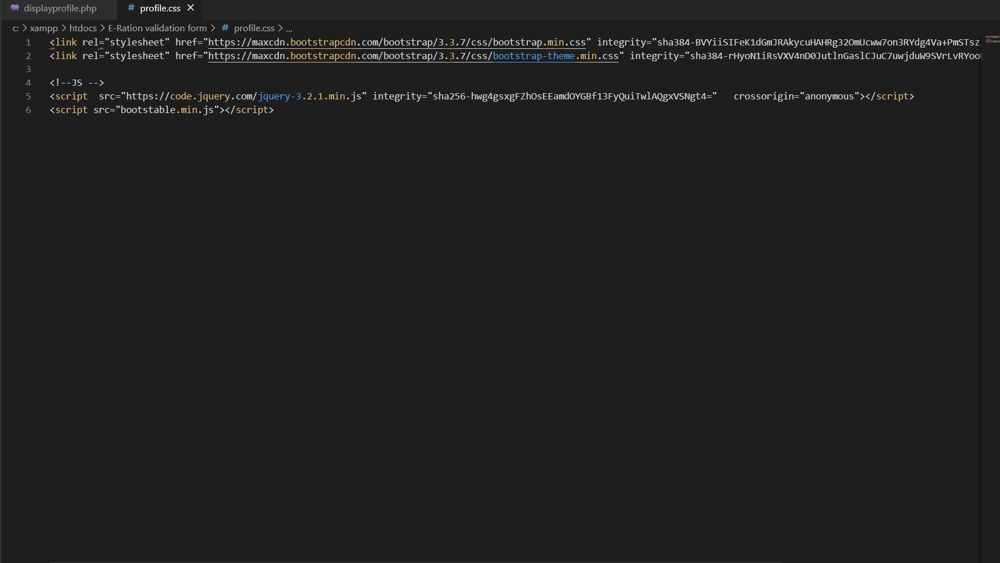 displayprofile.php
# profile.css
c: > xampp > htdocs > E-Ration validation form > # profile.css > ...
1 <link rel="stylesheet" href="https://maxcdn.bootstrapcdn.com/bootstrap/3.3.7/css/bootstrap.min.css" integrity="sha384-BVYiiSIFeK1dGmJRAkycuHAHRg32OmUcww7on3RYdg4Va+PmSTsz
2 <link rel="stylesheet" href="https://maxcdn.bootstrapcdn.com/bootstrap/3.3.7/css/bootstrap-theme.min.css" integrity="sha384-rHyoN1iRsVXV4nD0JutlnGaslCJuC7uwjduW9SVrLvRYoo
3
4 <!--JS -->
5 <script  src="https://code.jquery.com/jquery-3.2.1.min.js" integrity="sha256-hwg4gsxgFZhOsEEamdOYGBf13FyQuiTwlAQgxVSNgt4="   crossorigin="anonymous"></script>
6 <script src="bootstable.min.js"></script>